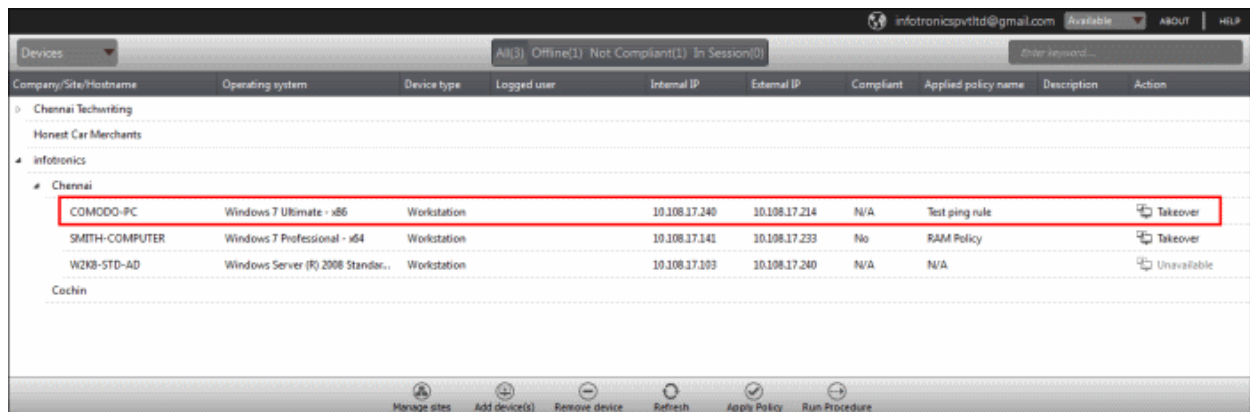 infotronicspvtltd@gmail.com Available ABOUT HELP
Devices All(3) Offline(1) Not Compliant(1) In Session(0) Enter keyword...
Company/Site/Hostname Operating system Device type Logged user Internal IP External IP Compliant Applied policy name Description Action
Chennai Techwriting
Honest Car Merchants
infotronics
Chennai
COMODO-PC Windows 7 Ultimate - x86 Workstation 10.108.17.240 10.108.17.214 N/A Test ping rule Takeover
SMITH-COMPUTER Windows 7 Professional - x64 Workstation 10.108.17.141 10.108.17.233 No RAM Policy Takeover
W2K8-STD-AD Windows Server (R) 2008 Standar... Workstation 10.108.17.103 10.108.17.240 N/A N/A Unavailable
Cochin
Manage sites Add device(s) Remove device Refresh Apply Policy Run Procedure